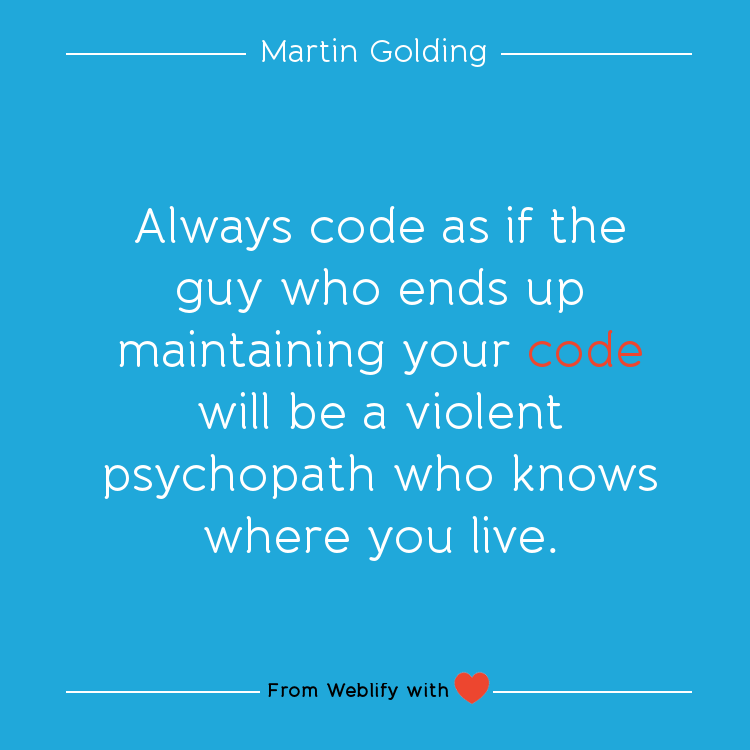 Martin Golding
Always code as if the
guy who ends up
maintaining your code
will be a violent
psychopath who knows
where you live.
From Weblify with